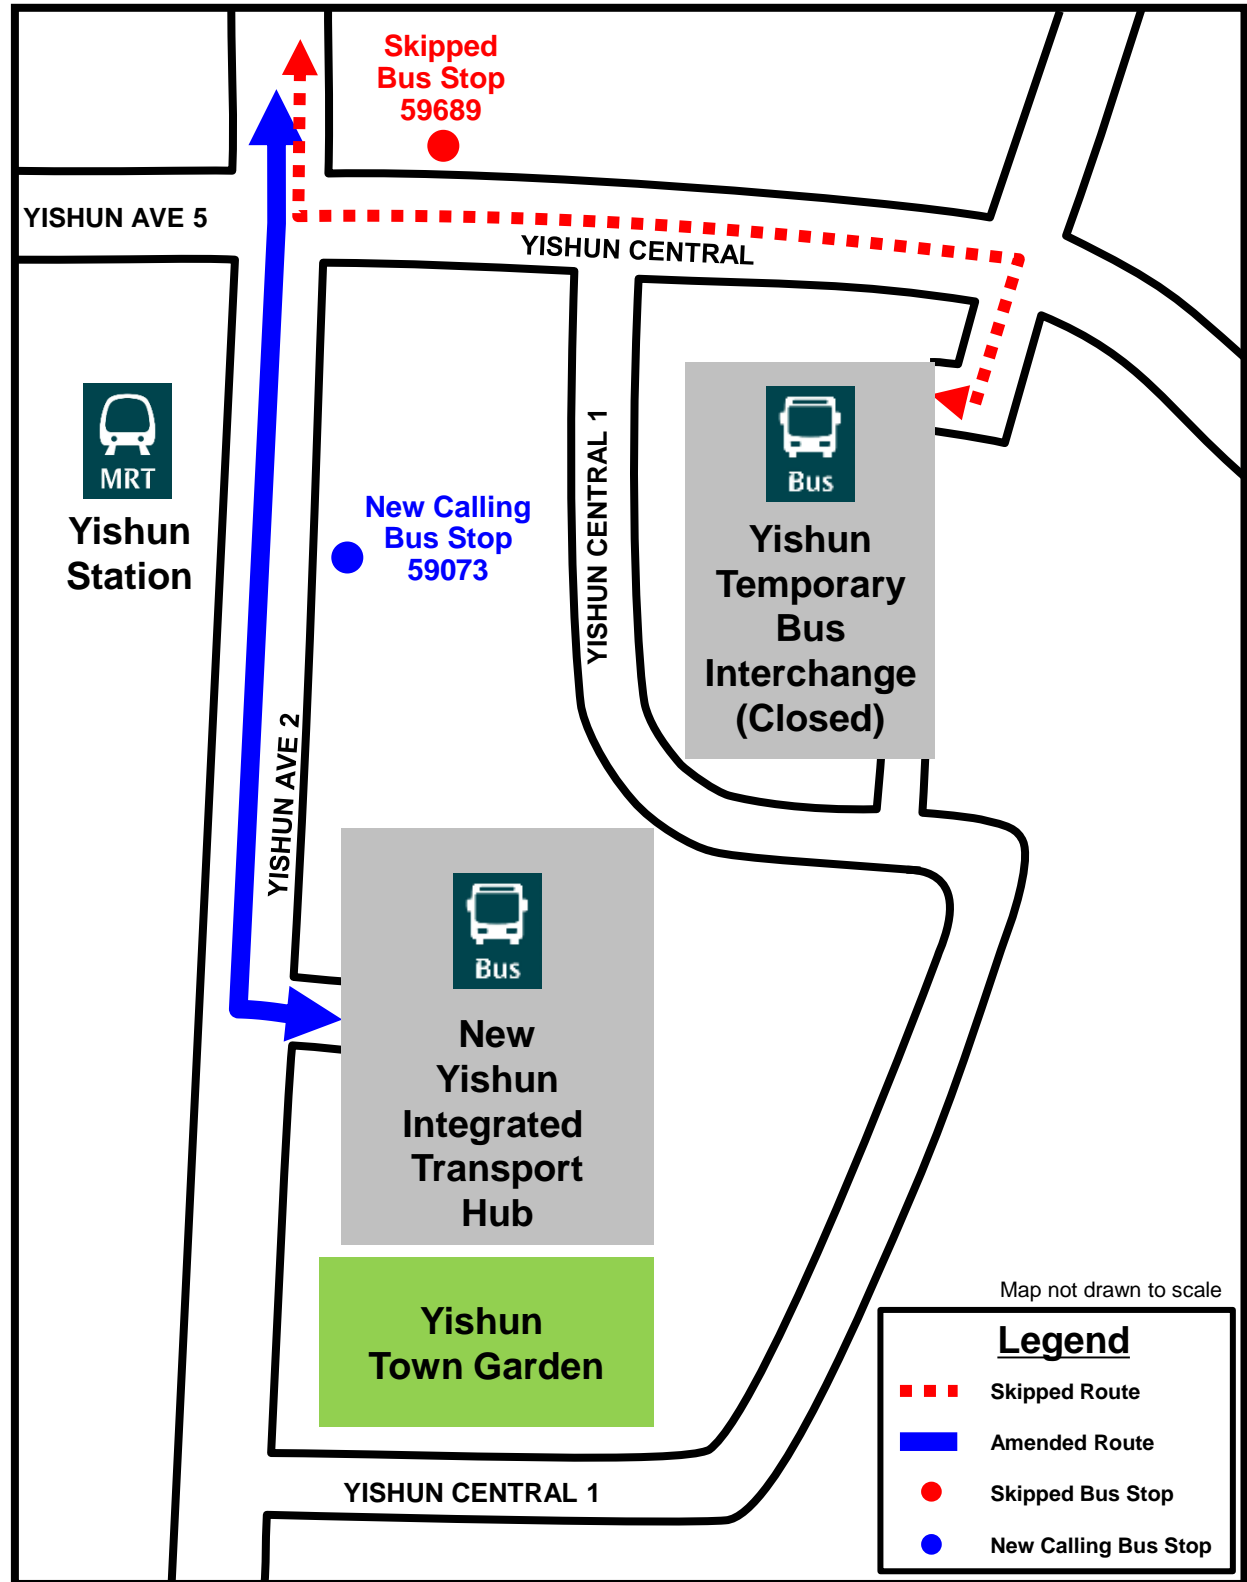 Skipped
Bus Stop
59689
YISHUN AVE 5
YISHUN CENTRAL
MRT
Yishun
Station
New Calling
Bus Stop
59073
YISHUN CENTRAL 1
Bus
Yishun
Temporary
Bus
Interchange
(Closed)
YISHUN AVE 2
Bus
New
Yishun
Integrated
Transport
Hub
Yishun
Town Garden
YISHUN CENTRAL 1
Map not drawn to scale
Legend
Skipped Route
Amended Route
Skipped Bus Stop
New Calling Bus Stop